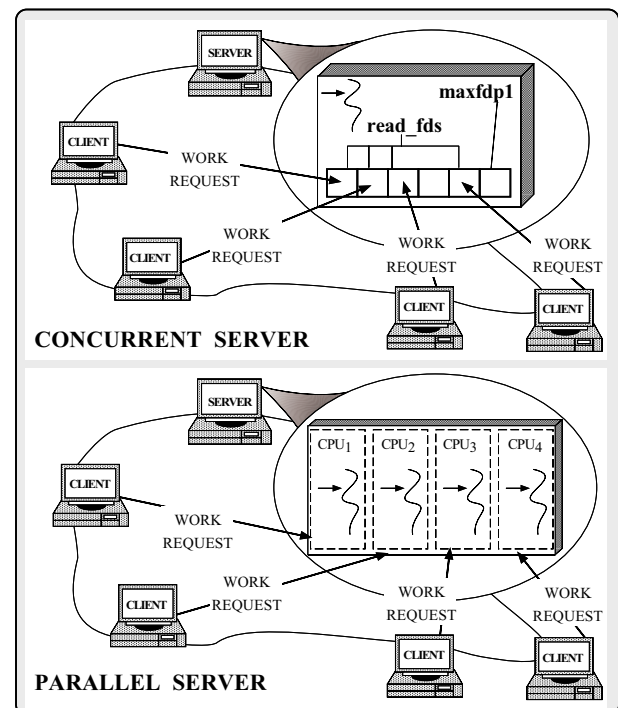 SERVER
maxfdp1
read_fds
CLIENT
WORK
REQUEST
WORK
REQUEST
WORK
REQUEST
WORK
REQUEST
CLIENT
CLIENT
CLIENT
CONCURRENT SERVER
SERVER
CPU1 CPU2 CPU3 CPU4
CLIENT
WORK
REQUEST
WORK
REQUEST
WORK
REQUEST
WORK
REQUEST
CLIENT
CLIENT
CLIENT
PARALLEL SERVER